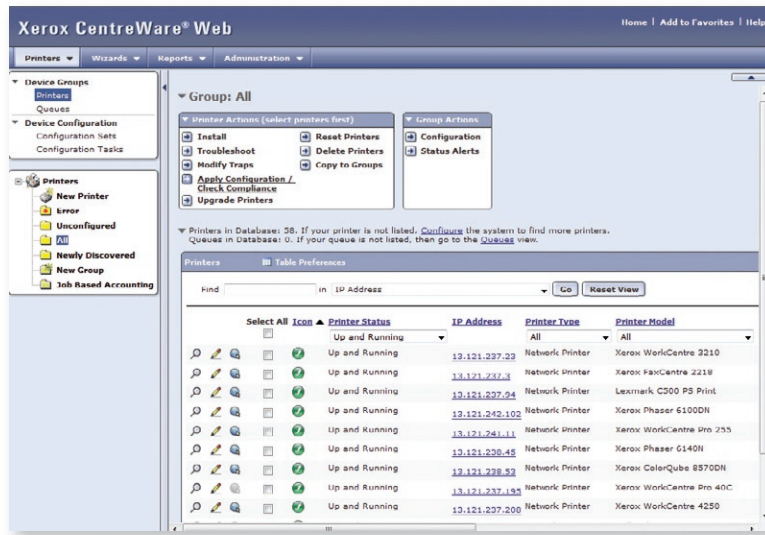 Xerox CentreWare® Web
Home | Add to Favorites | Help
Printers Wizards Reports Administration
Device Groups
Printers
Queues
Device Configuration
Configuration Sets
Configuration Tasks
Printers
New Printer
Error
Unconfigured
All
Newly Discovered
New Group
Job Based Accounting
Group: All
Printer Actions (select printers first)
Install
Troubleshoot
Modify Traps
Apply Configuration /
Check Compliance
Upgrade Printers
Reset Printers
Delete Printers
Copy to Groups
Group Actions
Configuration
Status Alerts
Printers in Database: 58. If your printer is not listed, Configure the system to find more printers.
Queues in Database: 0. If your queue is not listed, then go to the Queues view.
Printers Table Preferences
Find in IP Address Go Reset View
Select All Icon Printer Status IP Address Printer Type Printer Model
Up and Running All All
Up and Running 13.121.237.23 Network Printer Xerox WorkCentre 3210
Up and Running 13.121.237.3 Network Printer Xerox FaxCentre 2218
Up and Running 13.121.237.94 Network Printer Lexmark C500 PS Print
Up and Running 13.121.242.102 Network Printer Xerox Phaser 6100DN
Up and Running 13.121.241.11 Network Printer Xerox WorkCentre Pro 255
Up and Running 13.121.238.45 Network Printer Xerox Phaser 6140N
Up and Running 13.121.238.53 Network Printer Xerox ColorQube 8570DN
Up and Running 13.121.237.195 Network Printer Xerox WorkCentre Pro 40C
Up and Running 13.121.237.200 Network Printer Xerox WorkCentre 4250